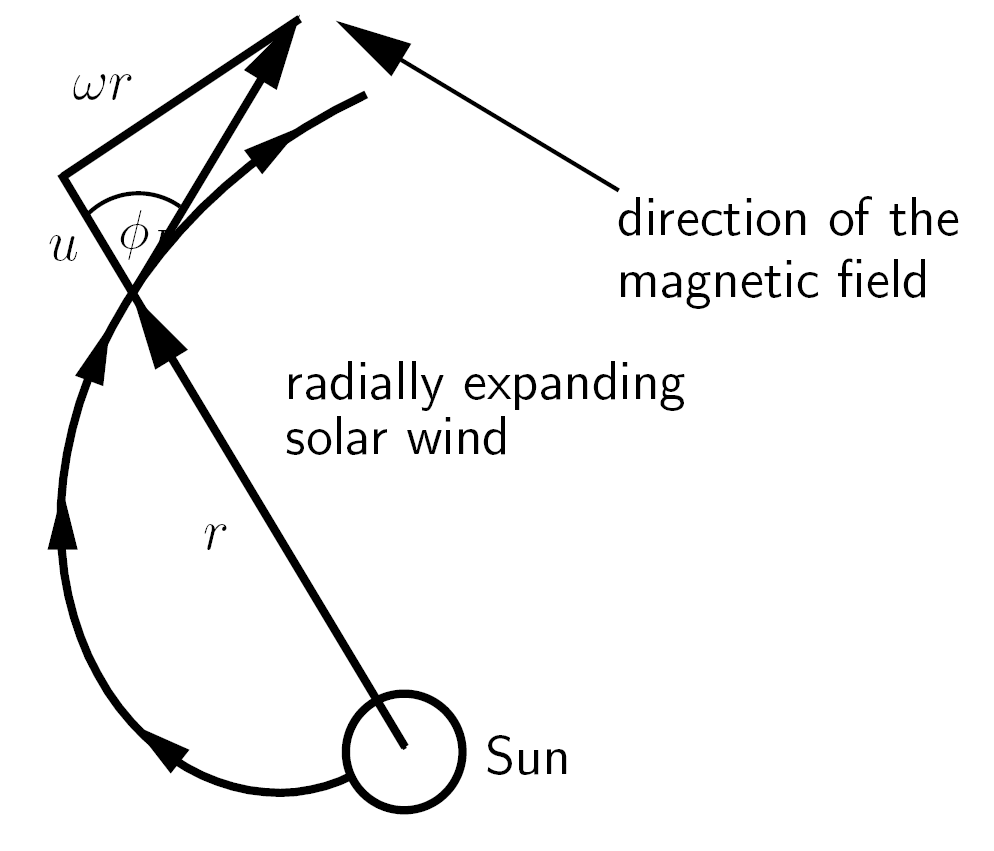 ωr
direction of the
magnetic field
u
ϕ
radially expanding
solar wind
r
Sun